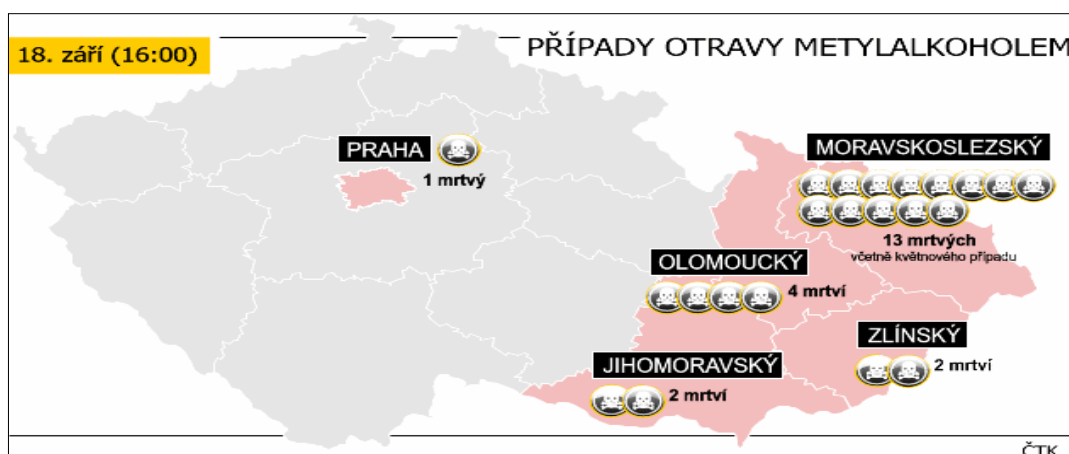 18. září (16:00)
PŘÍPADY OTRAVY METYLALKOHOLEM
PRAHA
1 mrtvý
MORAVSKOSLEZSKÝ
13 mrtvých
včetně květnového případu
OLOMOUCKÝ
4 mrtví
ZLÍNSKÝ
2 mrtví
JIHOMORAVSKÝ
2 mrtví
ČTK